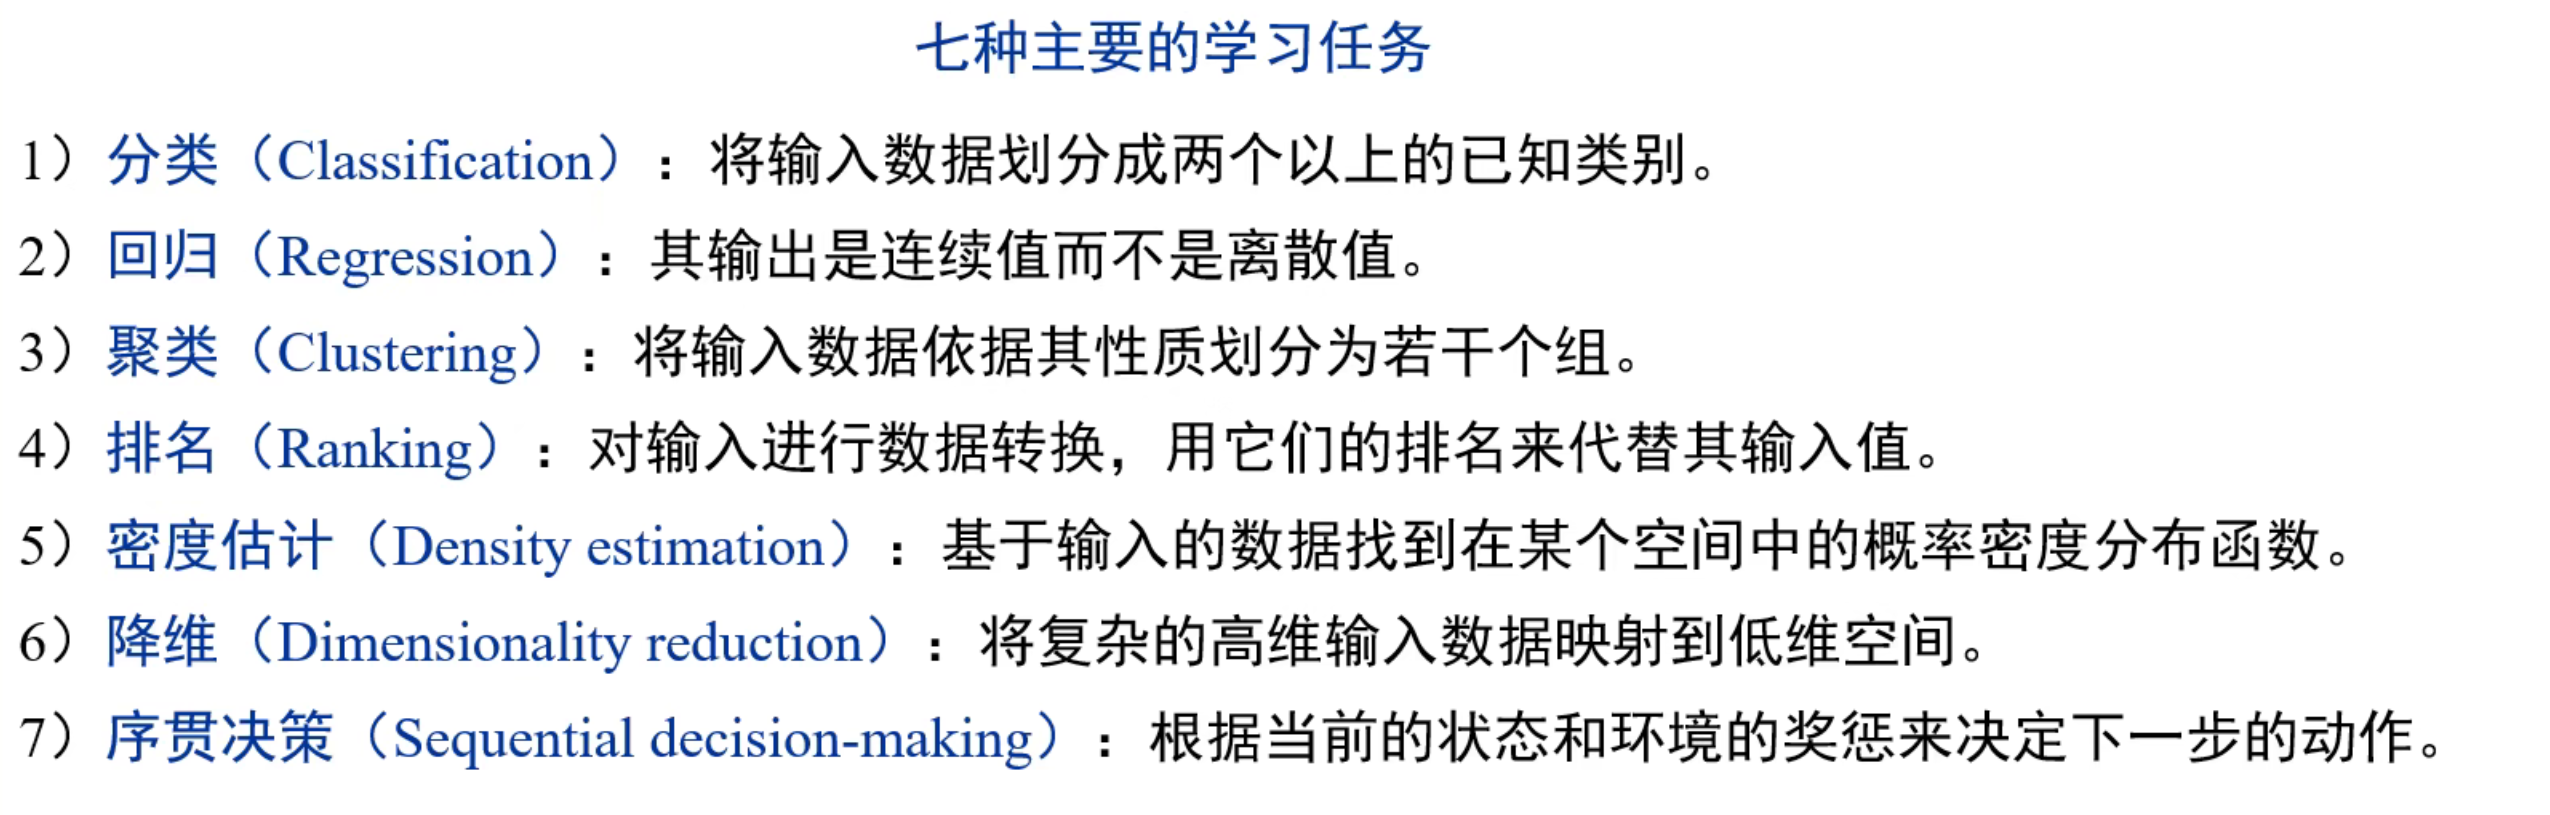 七种主要的学习任务
1）分类（Classification）：将输入数据划分成两个以上的已知类别。
2）回归（Regression）：其输出是连续值而不是离散值。
3）聚类（Clustering）：将输入数据依据其性质划分为若干个组。
4）排名（Ranking）：对输入进行数据转换，用它们的排名来代替其输入值。
5）密度估计（Density estimation）：基于输入的数据找到在某个空间中的概率密度分布函数。
6）降维（Dimensionality reduction）：将复杂的高维输入数据映射到低维空间。
7）序贯决策（Sequential decision-making）：根据当前的状态和环境的奖惩来决定下一步的动作。